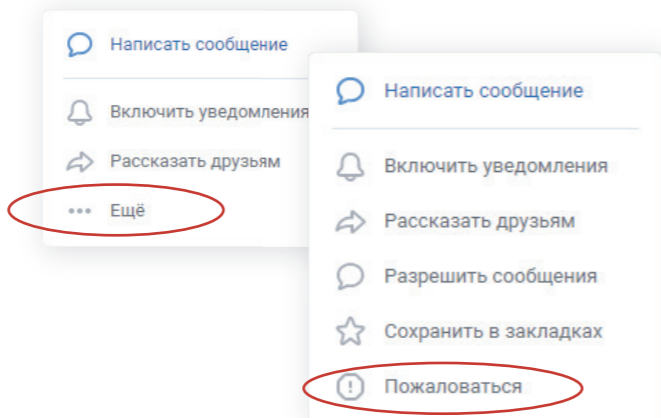 Написать сообщение
Включить уведомления
Рассказать друзьям
Ещё
Написать сообщение
Включить уведомления
Рассказать друзьям
Разрешить сообщения
Сохранить в закладках
Пожаловаться